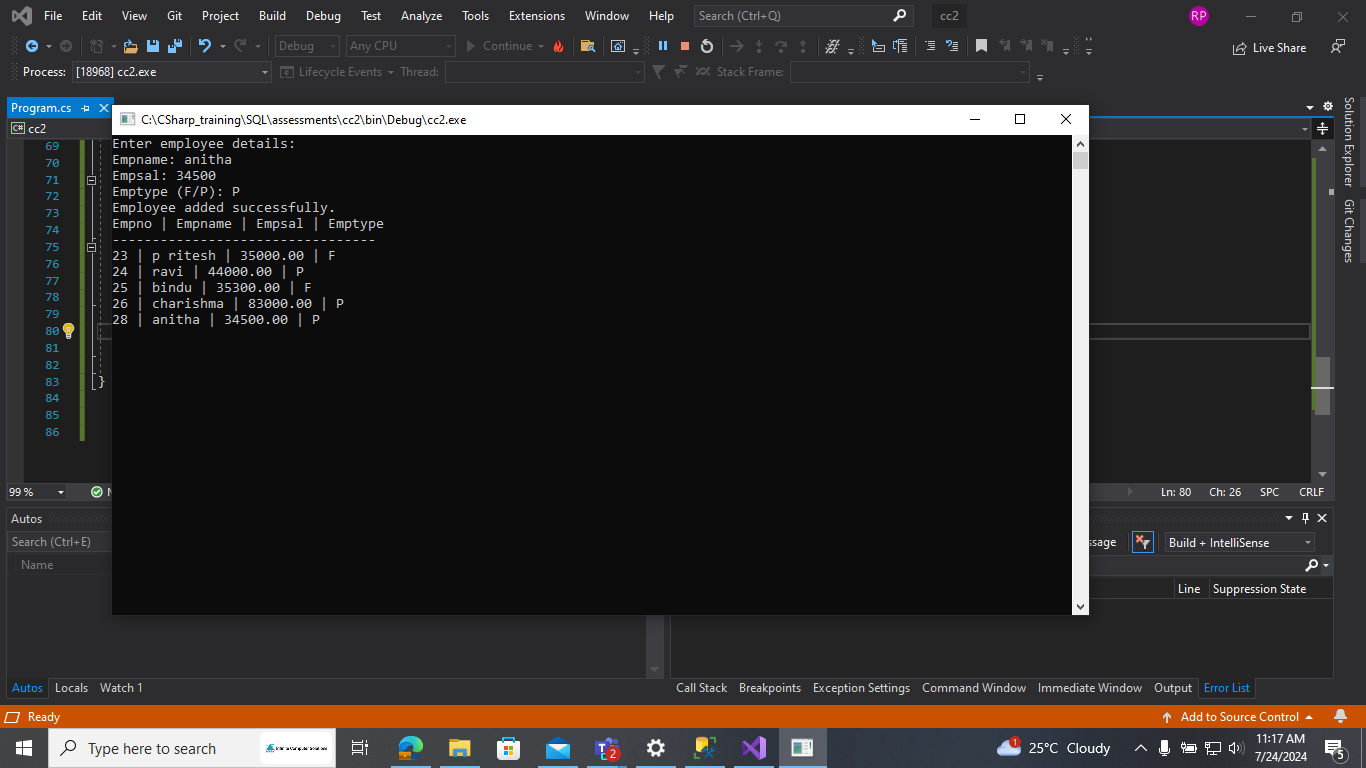 File Edit View Git Project Build Debug Test Analyze Tools Extensions Window Help Search (Ctrl+Q) cc2 RP
Debug Any CPU Continue Live Share
Process: [18968] cc2.exe Lifecycle Events Thread: Stack Frame:
Program.cs
C:\CSharp_training\SQL\assessments\cc2\bin\Debug\cc2.exe
C# cc2
Enter employee details:
Empname: anitha
Empsal: 34500
Emptype (F/P): P
Employee added successfully.
Empno | Empname | Empsal | Emptype
---------------------------------
23 | p ritesh | 35000.00 | F
24 | ravi | 44000.00 | P
25 | bindu | 35300.00 | F
26 | charishma | 83000.00 | P
28 | anitha | 34500.00 | P
69
70
71
72
73
74
75
76
77
78
79
80
81
82
83 }
84
85
86
Solution Explorer
Git Changes
99 % N Ln: 80 Ch: 26 SPC CRLF
Autos
Search (Ctrl+E) ssage Build + IntelliSense
Name
Line Suppression State
Autos Locals Watch 1 Call Stack Breakpoints Exception Settings Command Window Immediate Window Output Error List
Ready Add to Source Control
Type here to search Infinite Computer Solutions 2 1 25°C Cloudy 11:17 AM
7/24/2024 5